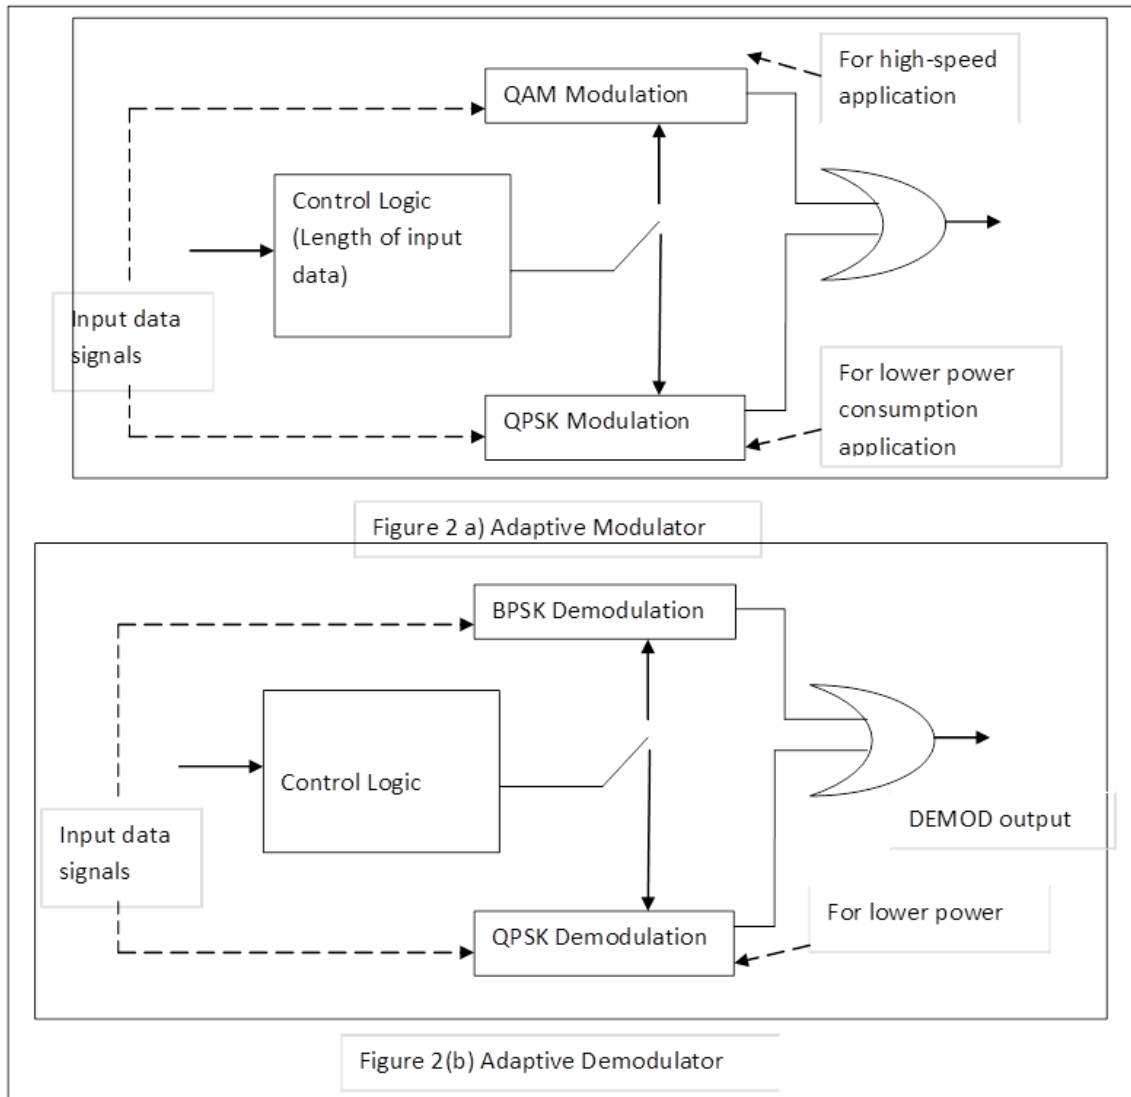 For high-speed
application
QAM Modulation
Control Logic
(Length of input
data)
Input data
signals
For lower power
consumption
application
QPSK Modulation
Figure 2 a) Adaptive Modulator
BPSK Demodulation
Control Logic
DEMOD output
Input data
signals
For lower power
QPSK Demodulation
Figure 2(b) Adaptive Demodulator